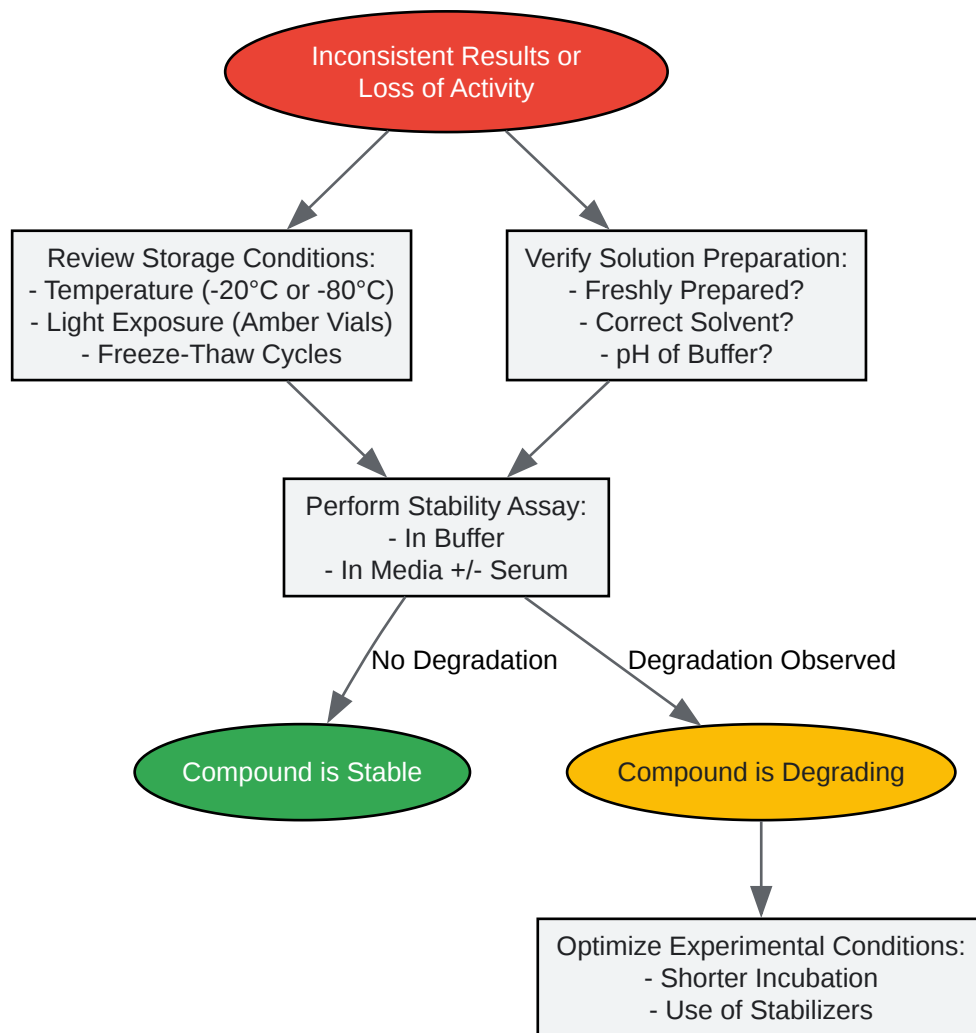 Inconsistent Results or
Loss of Activity
Review Storage Conditions:
- Temperature (-20°C or -80°C)
- Light Exposure (Amber Vials)
- Freeze-Thaw Cycles
Verify Solution Preparation:
- Freshly Prepared?
- Correct Solvent?
- pH of Buffer?
Perform Stability Assay:
- In Buffer
- In Media +/- Serum
No Degradation
Degradation Observed
Compound is Stable
Compound is Degrading
Optimize Experimental Conditions:
- Shorter Incubation
- Use of Stabilizers